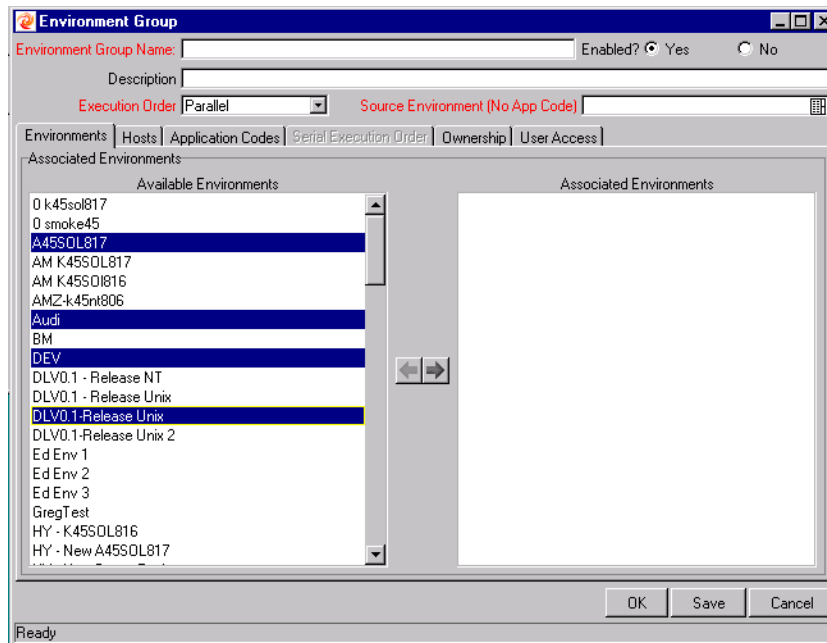 Environment Group
Environment Group Name: Enabled? Yes No
Description
Execution Order Parallel Source Environment (No App Code)
Environments Hosts Application Codes Serial Execution Order Ownership User Access
Associated Environments
Available Environments Associated Environments
0 k45sol817
0 smoke45
A45SOL817
AM K45SOL817
AM K45SOl816
AMZ-k45nt806
Audi
BM
DEV
DLV0.1 - Release NT
DLV0.1 - Release Unix
DLV0.1-Release Unix
DLV0.1-Release Unix 2
Ed Env 1
Ed Env 2
Ed Env 3
GregTest
HY - K45SOL816
HY - New A45SOL817
OK Save Cancel
Ready